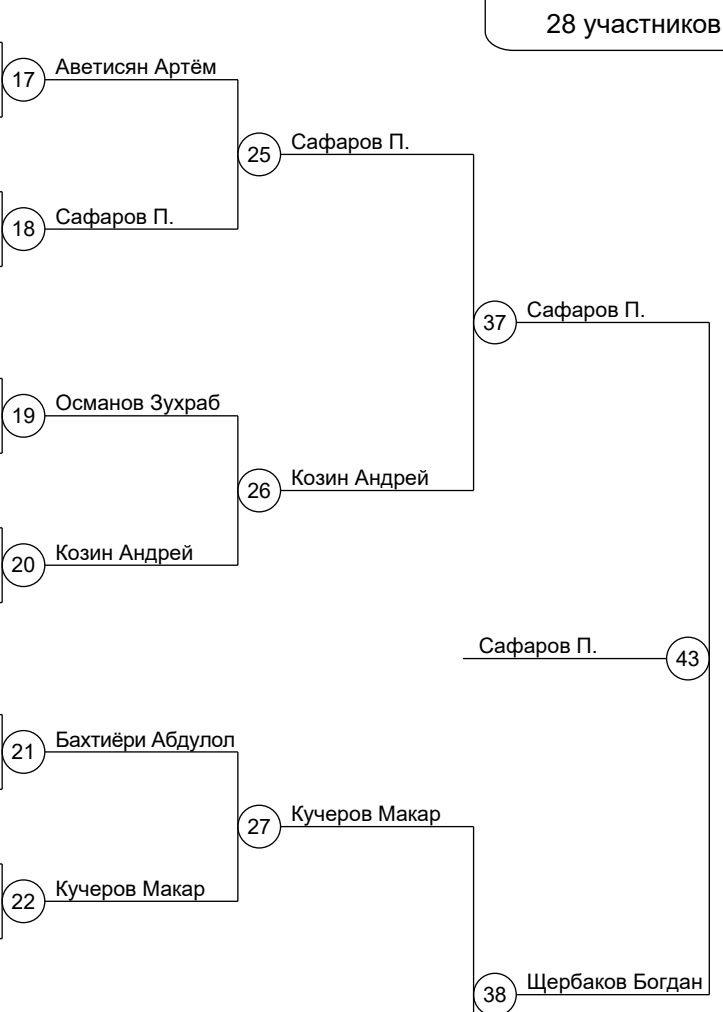 28 участников
17 Аветисян Артём
25 Сафаров П.
18 Сафаров П.
37 Сафаров П.
19 Османов Зухраб
26 Козин Андрей
20 Козин Андрей
Сафаров П. 43
21 Бахтиёри Абдулол
27 Кучеров Макар
22 Кучеров Макар
38 Щербаков Богдан